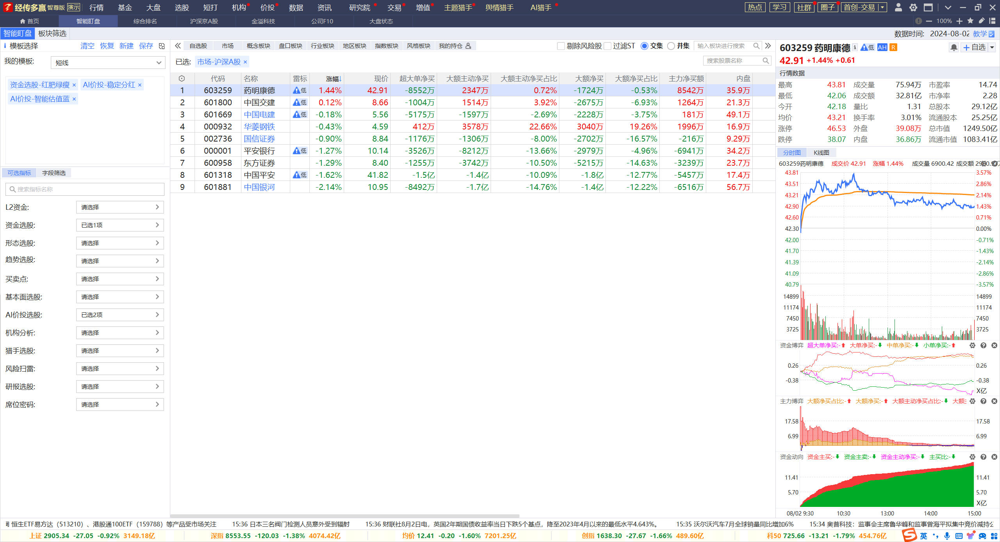 经传多赢 智尊版 演示 行情 基金 大盘 选股 短打 机构 价投 数据 资讯 研究院 交易 增值 主题猎手 舆情猎手 AI猎手 热点 学习 社群 圈子 首创-交易
首页 智能盯盘 综合排名 沪深京A股 金溢科技 公司F10 大盘状态 100%
智能盯盘 板块筛选 数据时间: 2024-08-02 教学
模板选择 清空 恢复 新建 保存
我的模板: 短线
资金选股-红肥绿瘦 × AI价投-稳定分红 ×
AI价投-智能估值蓝 ×
可选指标 字段筛选
搜索指标名称
L2资金: 请选择
资金选股: 已选1项
形态选股: 请选择
趋势选股: 请选择
买卖点: 请选择
基本面选股: 请选择
AI价投选股: 已选2项
机构分析: 请选择
猎手选股: 请选择
风险扫雷: 请选择
研报选股: 请选择
席位密码: 请选择
自选股 市场 概念板块 盘口板块 行业板块 地区板块 指数板块 风格板块 我的持仓 剔除风险股 过滤ST 交集 并集 输入板块进行搜索
已选: 市场-沪深A股 × 搜索股票名称
代码 名称 雷标 涨幅↓ 现价 超大单净买 大额主动净买 大额主动净买占比 大额净买 大额净买占比 主力净买额 内盘
1 603259 药明康德 低 1.44% 42.91 -8552万 2347万 0.72% -1724万 -0.53% 8542万 35.9万
2 601800 中国交建 低 0.12% 8.66 -1004万 1514万 3.92% -2675万 -6.93% 1264万 21.3万
3 601669 中国电建 低 -0.18% 5.56 -5175万 -1597万 -2.69% -2228万 -3.75% 181万 49.1万
4 000932 华菱钢铁 -0.43% 4.59 412万 3578万 22.66% 3040万 19.26% 1996万 16.9万
5 002736 国信证券 -0.90% 8.84 -1176万 -1306万 -8.00% -2702万 -16.57% -216万 9.29万
6 000001 平安银行 低 -1.27% 10.14 -3526万 -8212万 -13.66% -2979万 -4.96% -6941万 34.2万
7 600958 东方证券 -1.29% 8.40 -1255万 -3742万 -10.50% -5215万 -14.63% -3239万 23.7万
8 601318 中国平安 低 -1.62% 41.82 -1.5亿 -1.4亿 -10.09% -1.8亿 -12.77% -5457万 17.4万
9 601881 中国银河 -2.14% 10.95 -8492万 -1.7亿 -14.76% -1.4亿 -12.22% -6516万 56.7万
603259 药明康德 i 低 AH R 自选
42.91 +1.44% +0.61
行情数据
最高 43.81 成交量 75.94万 市盈率 14.74
最低 42.06 成交额 32.81亿 市净率 2.28
今开 42.18 量比 1.31 总股本 29.12亿
均价 43.21 换手率 3.01% 流通股本 25.25亿
涨停 46.53 外盘 39.08万 总市值 1249.50亿
跌停 38.07 内盘 36.86万 流通市值 1083.41亿
分时图 K线图
603259药明康德 成交价 42.91 涨幅 1.44% 成交量 6900.42 成交额
43.81 3.57%
43.51 2.86%
43.21 2.14%
42.90 1.43%
42.60 0.71%
42.30 0.00%
42.00 -0.71%
41.70 -1.43%
41.39 -2.14%
41.09 -2.86%
40.79 -3.57%
14899 14899
11174 11174
7450 7450
3725 3725
资金博弈 超大单净买:- 大单净买:- 中单净买:- 小单净买:-
0.26 0.26
-0.38 -0.38
X亿
主力博弈 大额净买占比:- 大额净买:- 大额主动净买占比:- 大额
17.58 17.58
6.99 6.99
资金动向 资金主买:- 资金主卖:- 资金主动净买:- 主买比:-
11.41 11.41
5.70 5.70
X亿
08/02 9:30 10:30 13:00 14:00 15:00
恒生ETF易方达（513210）、港股通100ETF（159788）等产品受市场关注 15:36 日本三名阀门检测人员意外受到辐射 15:36 财联社8月2日电，英国2年期国债收益率当日下跌5个基点，降至2023年4月以来的最低水平4.643%。 15:35 沃尔沃汽车7月全球销量同比增加6% 15:34 奥普科技：监事会主席鲁华峰和监事曾海平拟集中竞价减持公
上证 2905.34 -27.05 -0.92% 3149.18亿 深指 8553.55 -120.03 -1.38% 4074.42亿 均价 12.41 -0.20 -1.60% 7201.25亿 创指 1638.30 -27.67 -1.66% 489.60亿 科50 725.66 -13.21 -1.79% 454.76亿 英